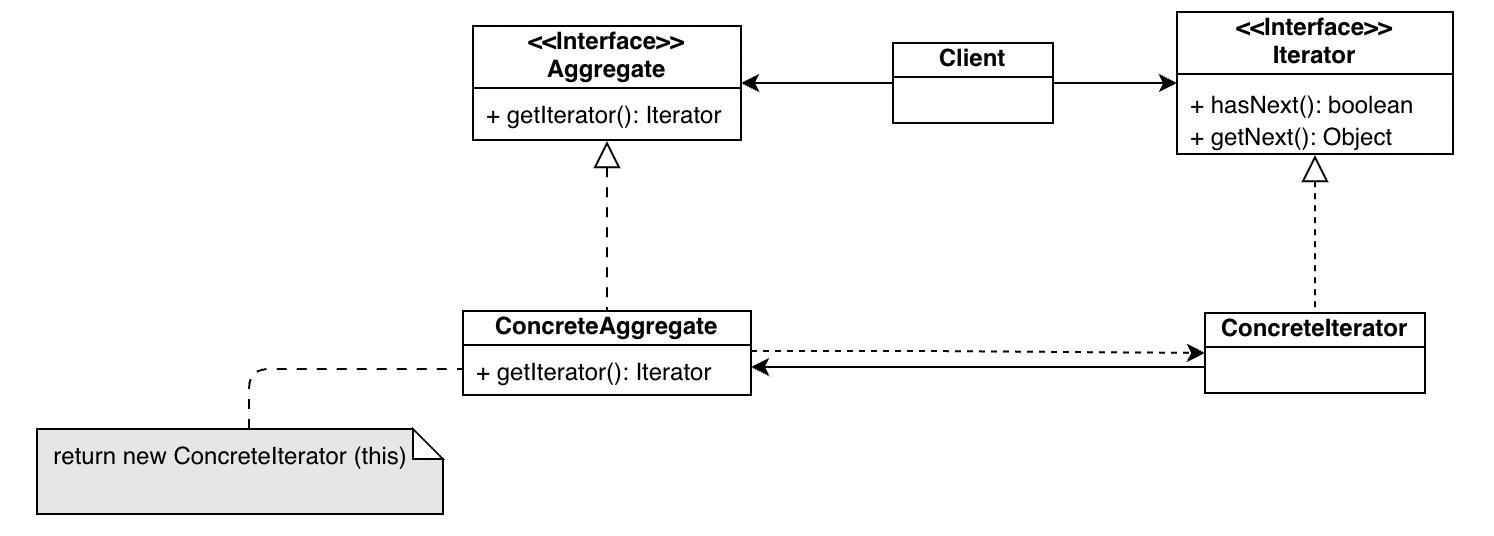 <<Interface>>
Aggregate
+ getIterator(): Iterator
Client
<<Interface>>
Iterator
+ hasNext(): boolean
+ getNext(): Object
ConcreteAggregate
+ getIterator(): Iterator
ConcreteIterator
return new ConcreteIterator (this)